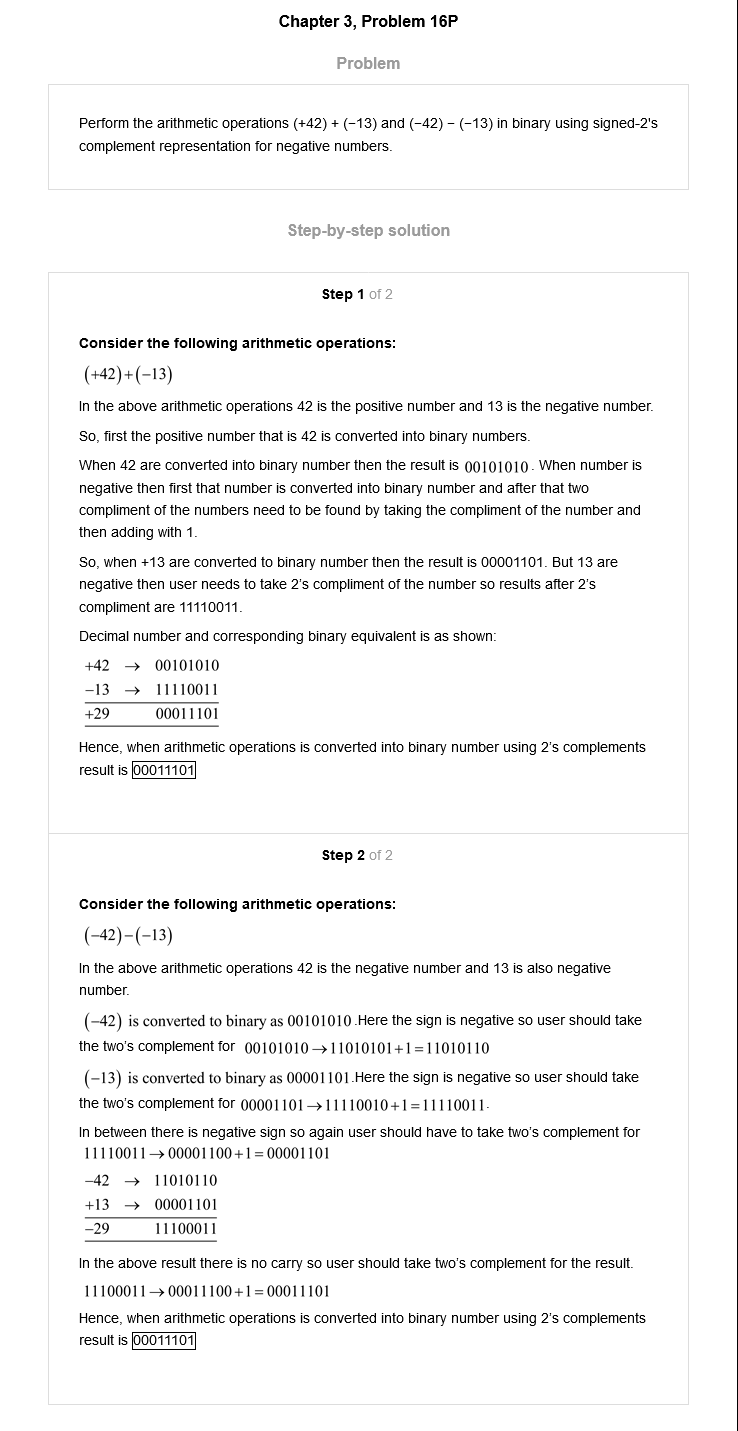 Chapter 3, Problem 16P
Problem
Perform the arithmetic operations (+42) + (−13) and (−42) − (−13) in binary using signed-2's
complement representation for negative numbers.
Step-by-step solution
Step 1 of 2
Consider the following arithmetic operations:
(+42)+(−13)
In the above arithmetic operations 42 is the positive number and 13 is the negative number.
So, first the positive number that is 42 is converted into binary numbers.
When 42 are converted into binary number then the result is 00101010. When number is
negative then first that number is converted into binary number and after that two
compliment of the numbers need to be found by taking the compliment of the number and
then adding with 1.
So, when +13 are converted to binary number then the result is 00001101. But 13 are
negative then user needs to take 2’s compliment of the number so results after 2’s
compliment are 11110011.
Decimal number and corresponding binary equivalent is as shown:
+42 → 00101010
−13 → 11110011
+29 00011101
Hence, when arithmetic operations is converted into binary number using 2’s complements
result is 00011101
Step 2 of 2
Consider the following arithmetic operations:
(−42)−(−13)
In the above arithmetic operations 42 is the negative number and 13 is also negative
number.
(−42) is converted to binary as 00101010.Here the sign is negative so user should take
the two’s complement for 00101010→11010101+1=11010110
(−13) is converted to binary as 00001101.Here the sign is negative so user should take
the two’s complement for 00001101→11110010+1=11110011.
In between there is negative sign so again user should have to take two’s complement for
11110011→00001100+1=00001101
−42 → 11010110
+13 → 00001101
−29 11100011
In the above result there is no carry so user should take two’s complement for the result.
11100011→00011100+1=00011101
Hence, when arithmetic operations is converted into binary number using 2’s complements
result is 00011101